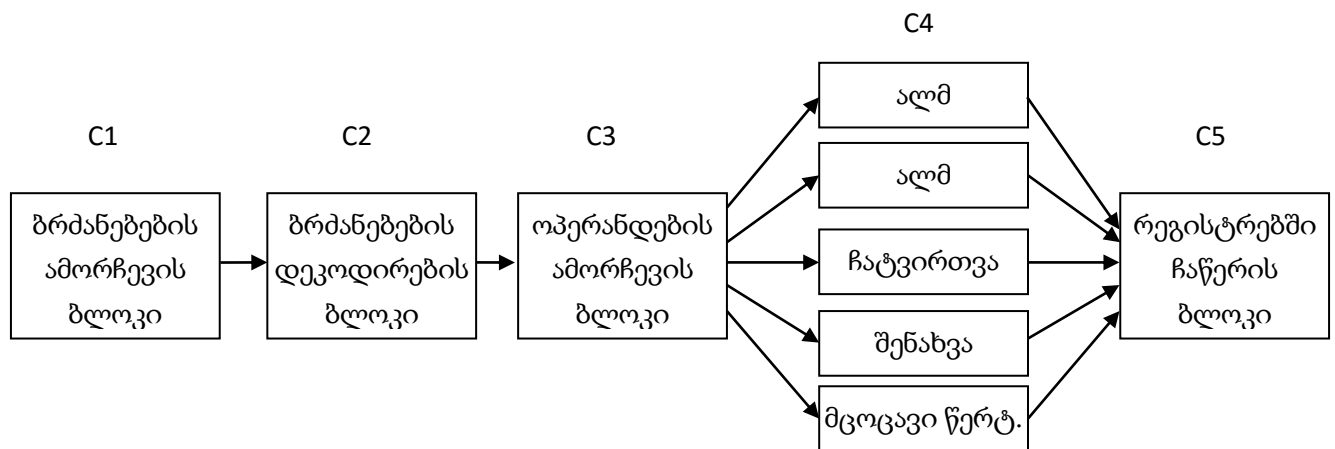 C4
ალმ
C1
C2
C3
C5
ალმ
ბრძანებების
ამორჩევის
ბლოკი
ბრძანებების
დეკოდირების
ბლოკი
ოპერანდების
ამორჩევის
ბლოკი
ჩატვირთვა
შენახვა
მცოცავი წერტ.
რეგისტრებში
ჩაწერის
ბლოკი